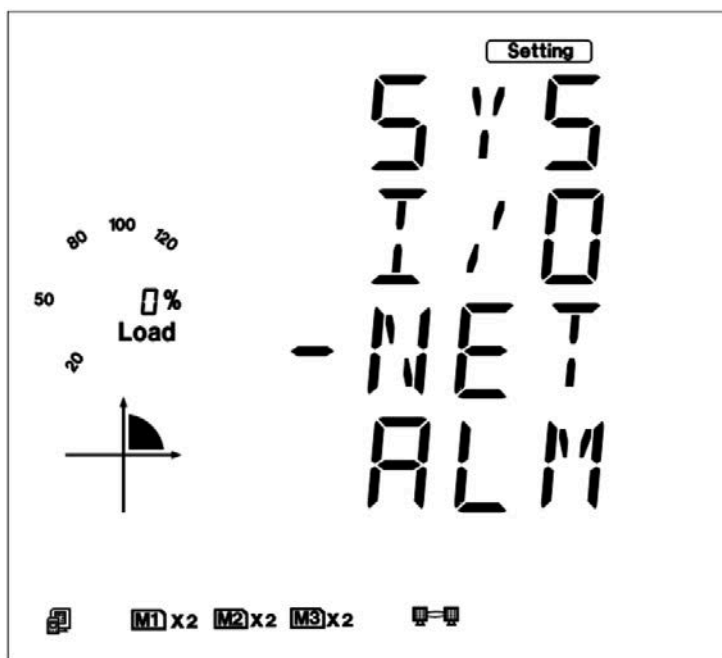 Setting
SYS
I/O
-NET
ALM
80 100 120
50
20
0%
Load
M1 X2 M2 X2 M3 X2